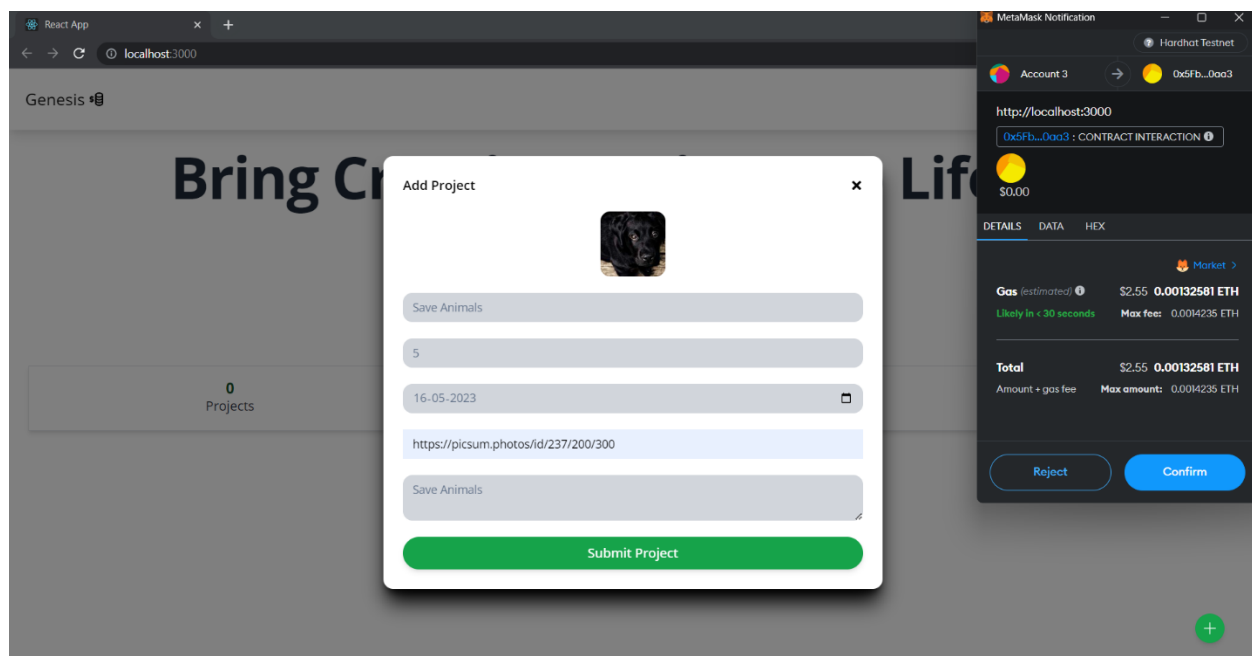 React App
localhost:3000
Genesis
Bring Cr
Life
Add Project
Save Animals
5
16-05-2023
https://picsum.photos/id/237/200/300
Save Animals
Submit Project
0
Projects
MetaMask Notification
Hardhat Testnet
Account 3
0x5Fb...0aa3
http://localhost:3000
0x5Fb...0aa3 : CONTRACT INTERACTION
$0.00
DETAILS DATA HEX
Market >
Gas (estimated) $2.55 0.00132581 ETH
Likely in < 30 seconds Max fee: 0.0014235 ETH
Total $2.55 0.00132581 ETH
Amount + gas fee Max amount: 0.0014235 ETH
Reject Confirm